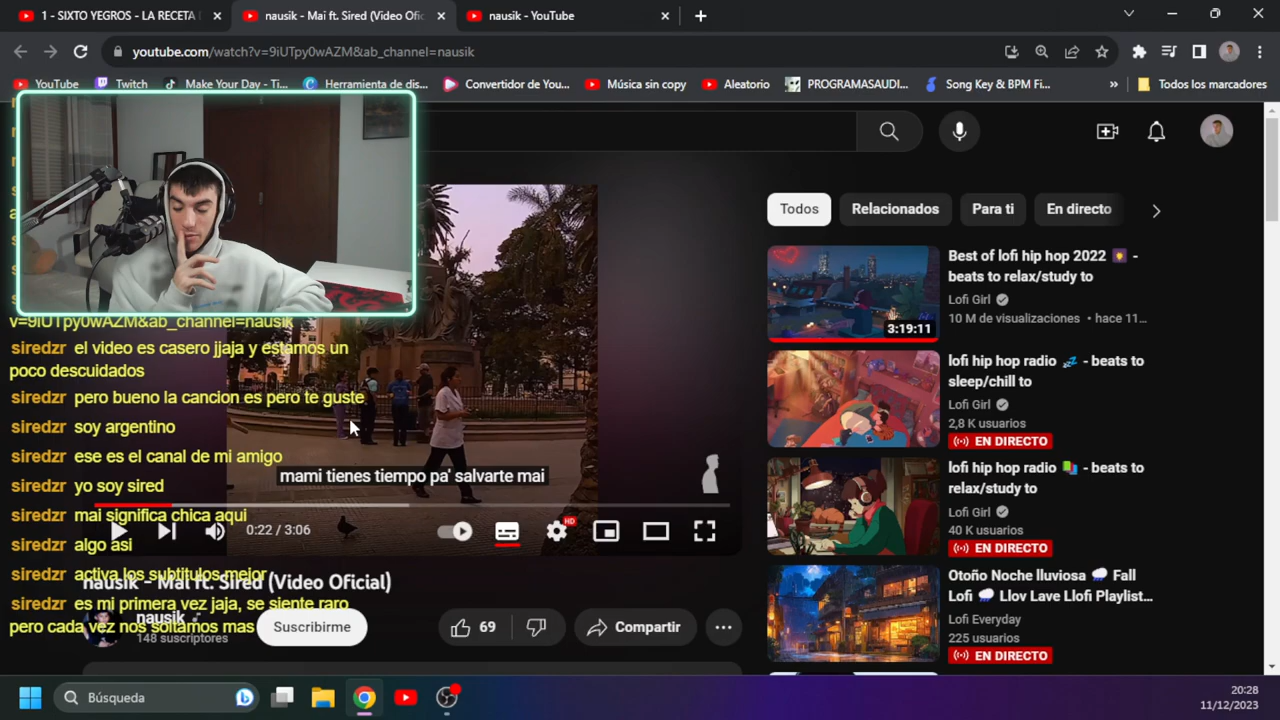 1 - SIXTO YEGROS - LA RECETA
nausik - Mai ft. Sired (Video Ofic
nausik - YouTube
youtube.com/watch?v=9iUTpy0wAZM&ab_channel=nausik
YouTube
Twitch
Make Your Day - Ti...
Herramienta de dis...
Convertidor de You...
Música sin copy
Aleatorio
PROGRAMASAUDI...
Song Key & BPM Fi...
»
Todos los marcadores
Todos
Relacionados
Para ti
En directo
v=9iUTpy0wAZM&ab_channel=nausik
siredzr el video es casero jjaja y estamos un
poco descuidados
siredzr pero bueno la cancion es pero te guste
siredzr soy argentino
siredzr ese es el canal de mi amigo
siredzr yo soy sired
siredzr mai significa chica aqui
siredzr algo asi
siredzr activa los subtitulos mejor
siredzr es mi primera vez jaja, se siente raro
pero cada vez nos soltamos mas
mami tienes tiempo pa' salvarte mai
0:22 / 3:06
HD
nausik - Mai ft. Sired (Video Oficial)
nausik
148 suscriptores
Suscribirme
69
Compartir
Best of lofi hip hop 2022 -
beats to relax/study to
Lofi Girl
10 M de visualizaciones • hace 11...
3:19:11
lofi hip hop radio - beats to
sleep/chill to
Lofi Girl
2,8 K usuarios
EN DIRECTO
lofi hip hop radio - beats to
relax/study to
Lofi Girl
40 K usuarios
EN DIRECTO
Otoño Noche lluviosa Fall
Lofi Llov Lave Llofi Playlist...
Lofi Everyday
225 usuarios
EN DIRECTO
Búsqueda
20:28
11/12/2023